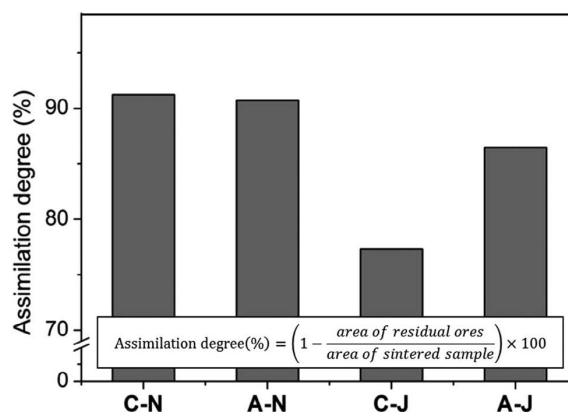 Assimilation degree (%)
90
80
70
0
Assimilation degree(%) = (1 − area of residual ores / area of sintered sample) × 100
C-N A-N C-J A-J